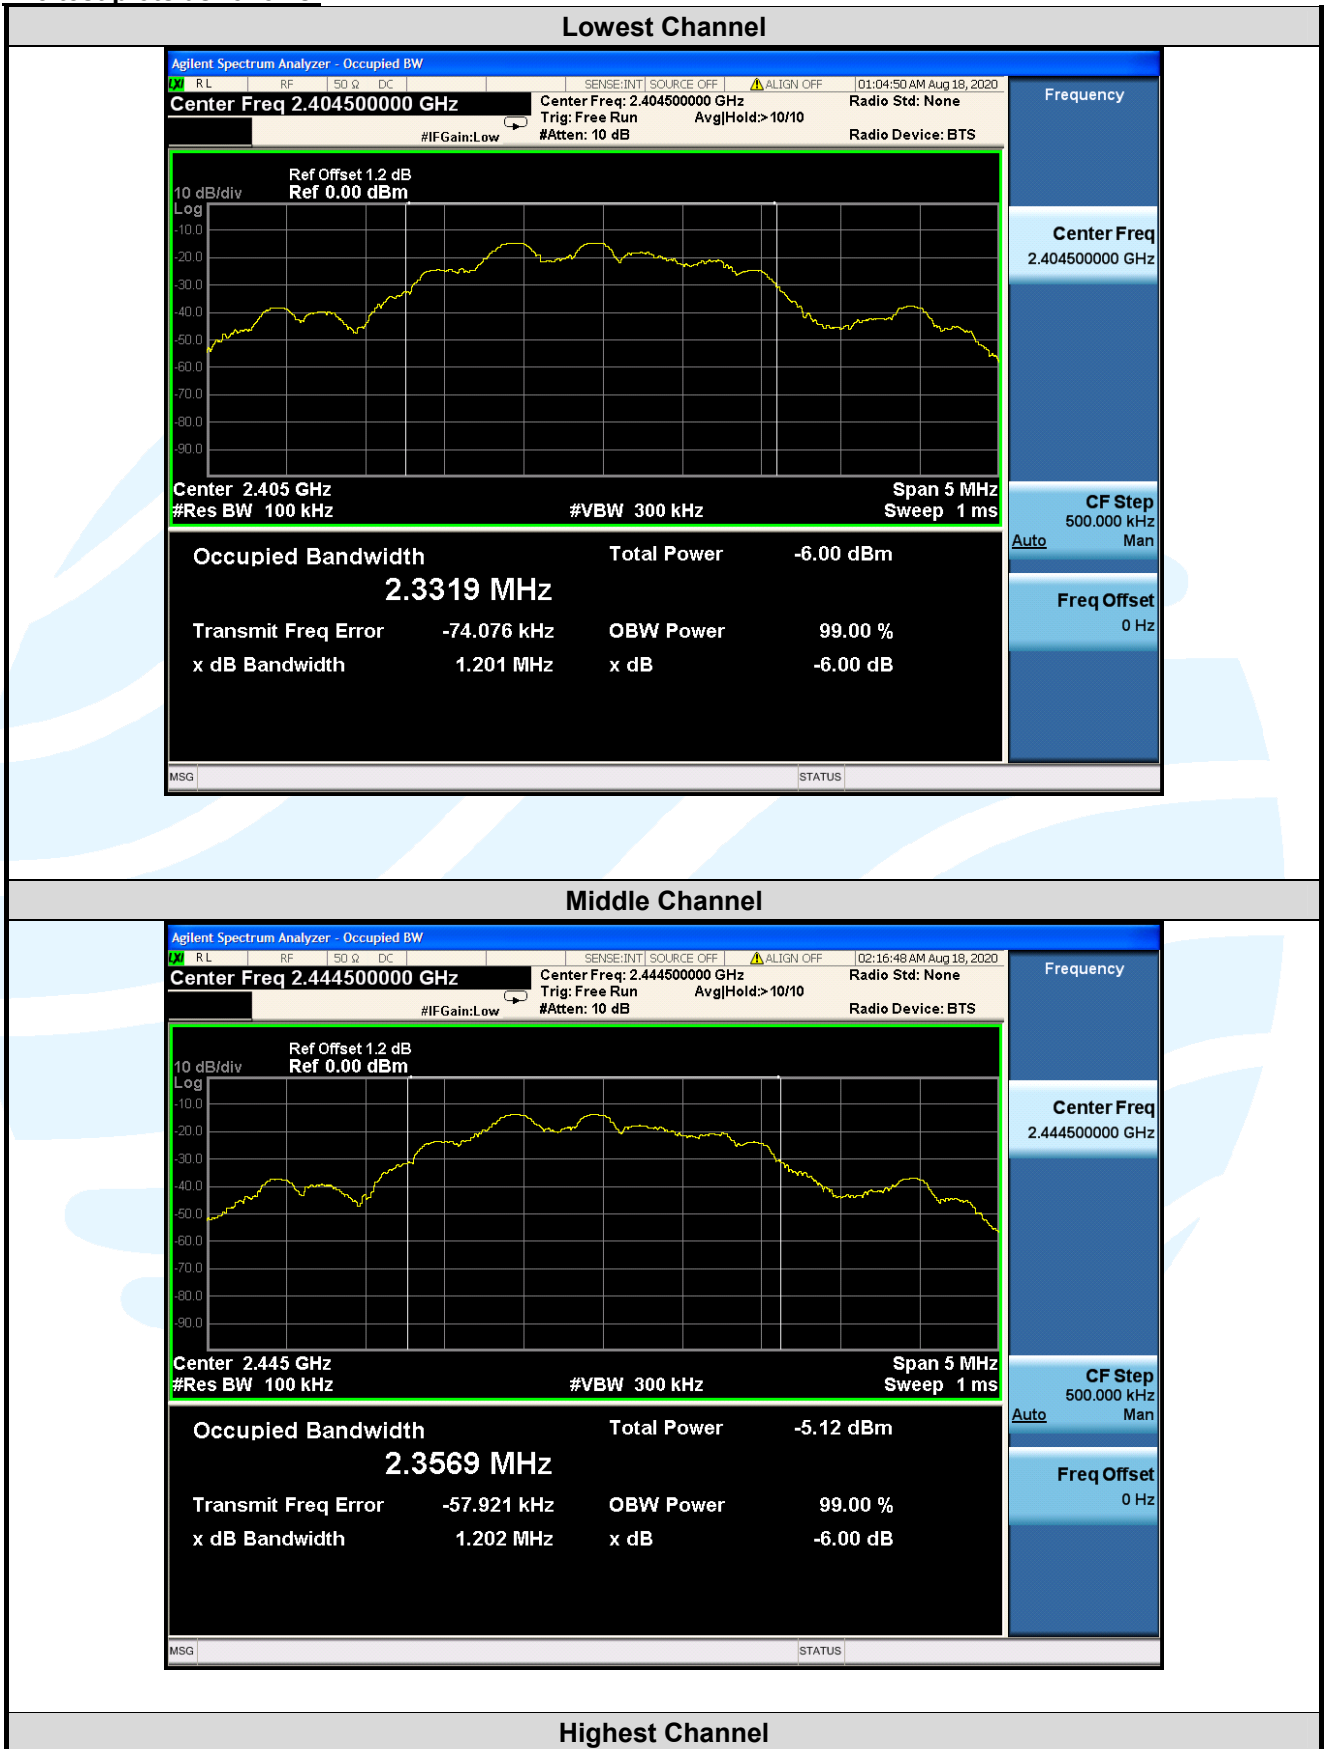 Lowest Channel
Agilent Spectrum Analyzer - Occupied BW
LXI RL RF 50 Ω DC SENSE:INT SOURCE OFF ALIGN OFF 01:04:50 AM Aug 18, 2020
Center Freq 2.404500000 GHz
Center Freq: 2.404500000 GHz
Radio Std: None
Trig: Free Run Avg|Hold:> 10/10
#IFGain:Low #Atten: 10 dB Radio Device: BTS
Frequency
Ref Offset 1.2 dB
10 dB/div Ref 0.00 dBm
Log
-10.0
-20.0
-30.0
-40.0
-50.0
-60.0
-70.0
-80.0
-90.0
Center Freq
2.404500000 GHz
Center 2.405 GHz Span 5 MHz
#Res BW 100 kHz #VBW 300 kHz Sweep 1 ms
CF Step
500.000 kHz
Auto Man
Occupied Bandwidth Total Power -6.00 dBm
2.3319 MHz
Freq Offset
0 Hz
Transmit Freq Error -74.076 kHz OBW Power 99.00 %
x dB Bandwidth 1.201 MHz x dB -6.00 dB
MSG STATUS
Middle Channel
Agilent Spectrum Analyzer - Occupied BW
LXI RL RF 50 Ω DC SENSE:INT SOURCE OFF ALIGN OFF 02:16:48 AM Aug 18, 2020
Center Freq 2.444500000 GHz
Center Freq: 2.444500000 GHz
Radio Std: None
Trig: Free Run Avg|Hold:> 10/10
#IFGain:Low #Atten: 10 dB Radio Device: BTS
Frequency
Ref Offset 1.2 dB
10 dB/div Ref 0.00 dBm
Log
-10.0
-20.0
-30.0
-40.0
-50.0
-60.0
-70.0
-80.0
-90.0
Center Freq
2.444500000 GHz
Center 2.445 GHz Span 5 MHz
#Res BW 100 kHz #VBW 300 kHz Sweep 1 ms
CF Step
500.000 kHz
Auto Man
Occupied Bandwidth Total Power -5.12 dBm
2.3569 MHz
Freq Offset
0 Hz
Transmit Freq Error -57.921 kHz OBW Power 99.00 %
x dB Bandwidth 1.202 MHz x dB -6.00 dB
MSG STATUS
Highest Channel